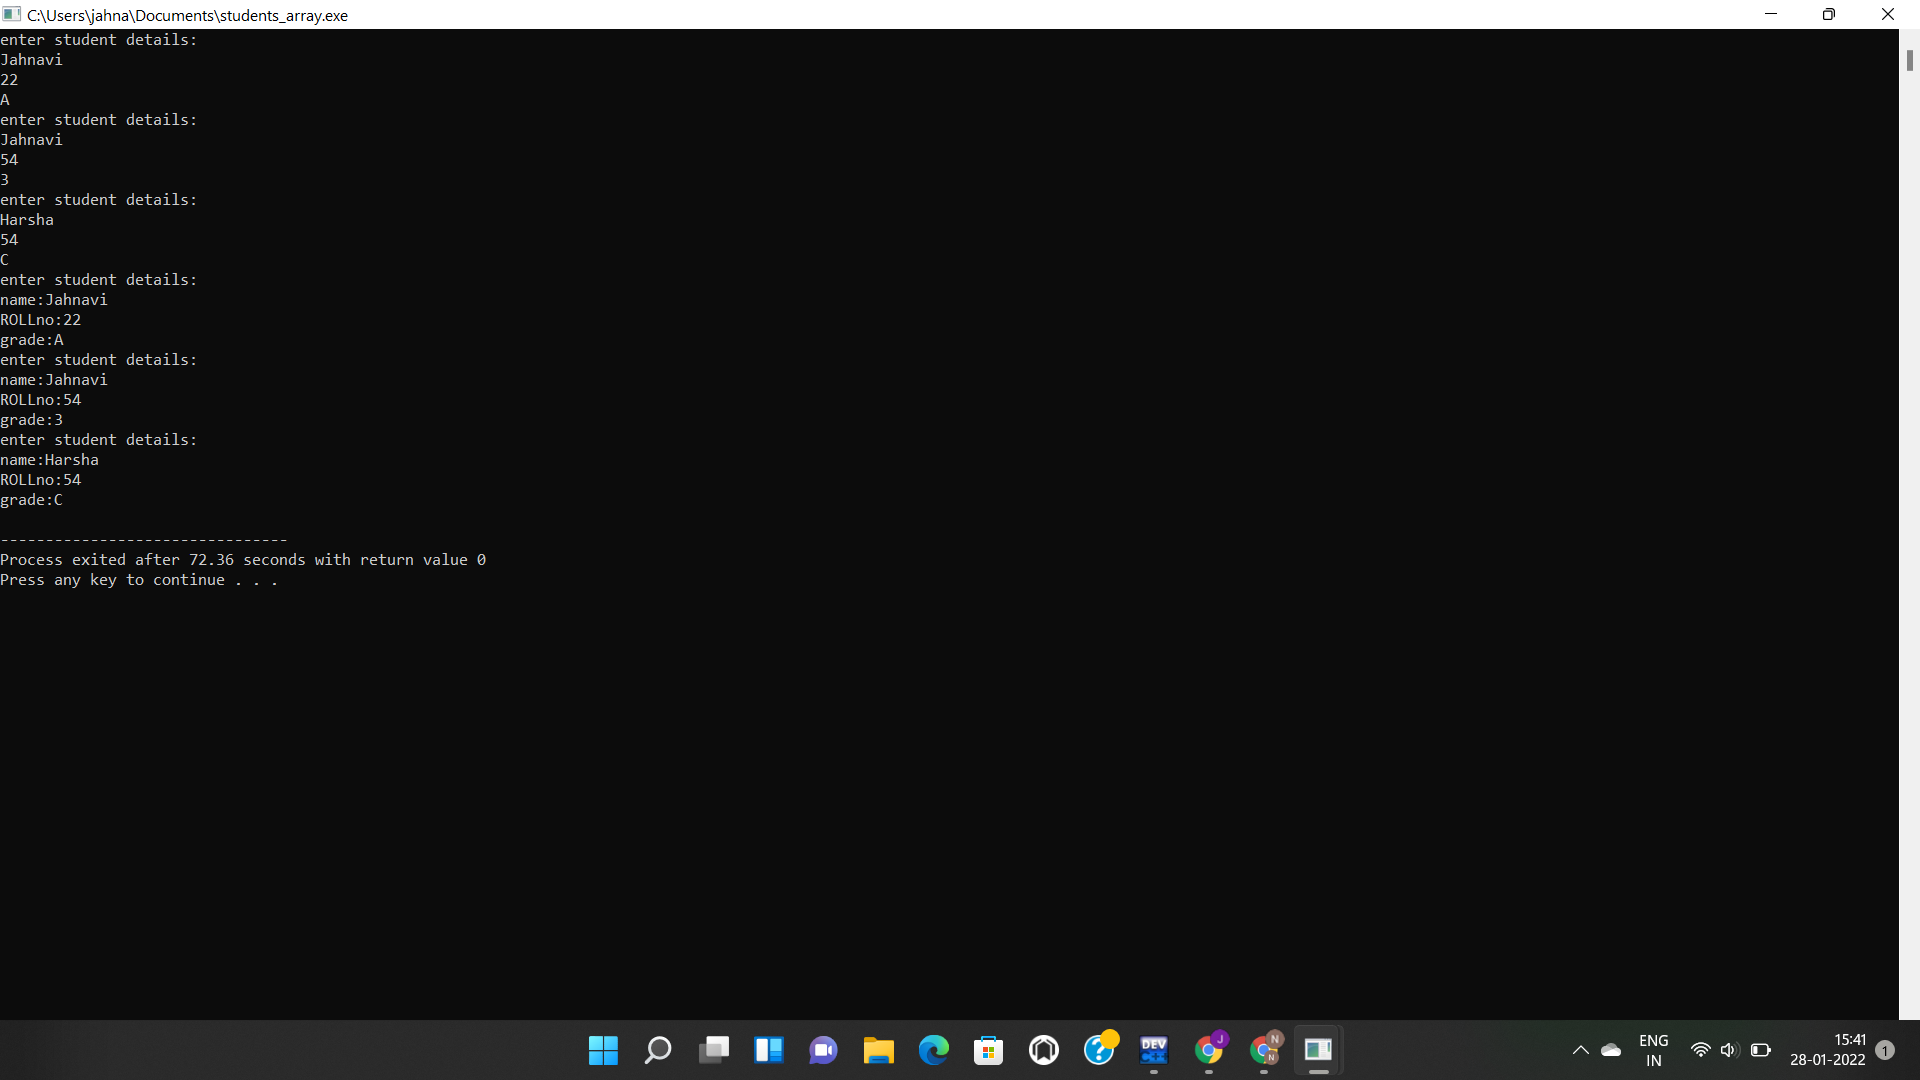 C:\Users\jahna\Documents\students_array.exe
enter student details:
Jahnavi
22
A
enter student details:
Jahnavi
54
3
enter student details:
Harsha
54
C
enter student details:
name:Jahnavi
ROLLno:22
grade:A
enter student details:
name:Jahnavi
ROLLno:54
grade:3
enter student details:
name:Harsha
ROLLno:54
grade:C
--------------------------------
Process exited after 72.36 seconds with return value 0
Press any key to continue . . .
DEV
C++
J
N
N
ENG
IN
15:41
28-01-2022
1